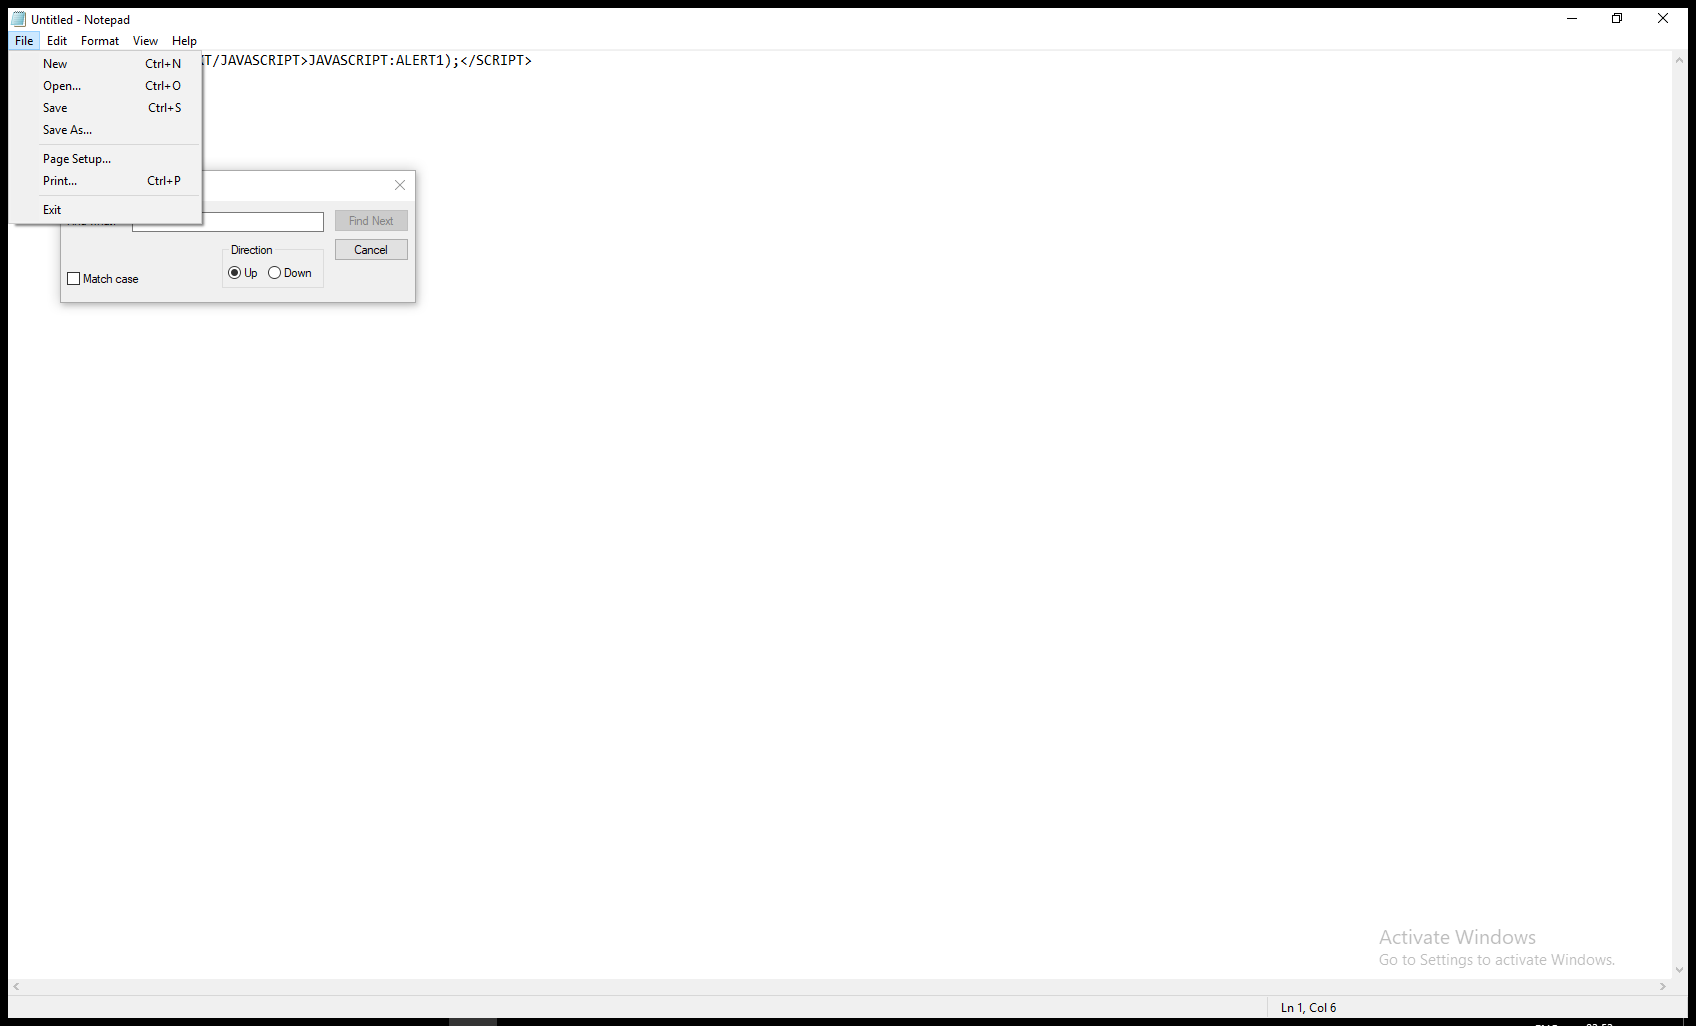 Untitled - Notepad
File Edit Format View Help
T/JAVASCRIPT>JAVASCRIPT:ALERT1);</SCRIPT>
New Ctrl+N
Open... Ctrl+O
Save Ctrl+S
Save As...
Page Setup...
Print... Ctrl+P
Exit
Find Next
Direction
Cancel
Up Down
Match case
Activate Windows
Go to Settings to activate Windows.
Ln 1, Col 6